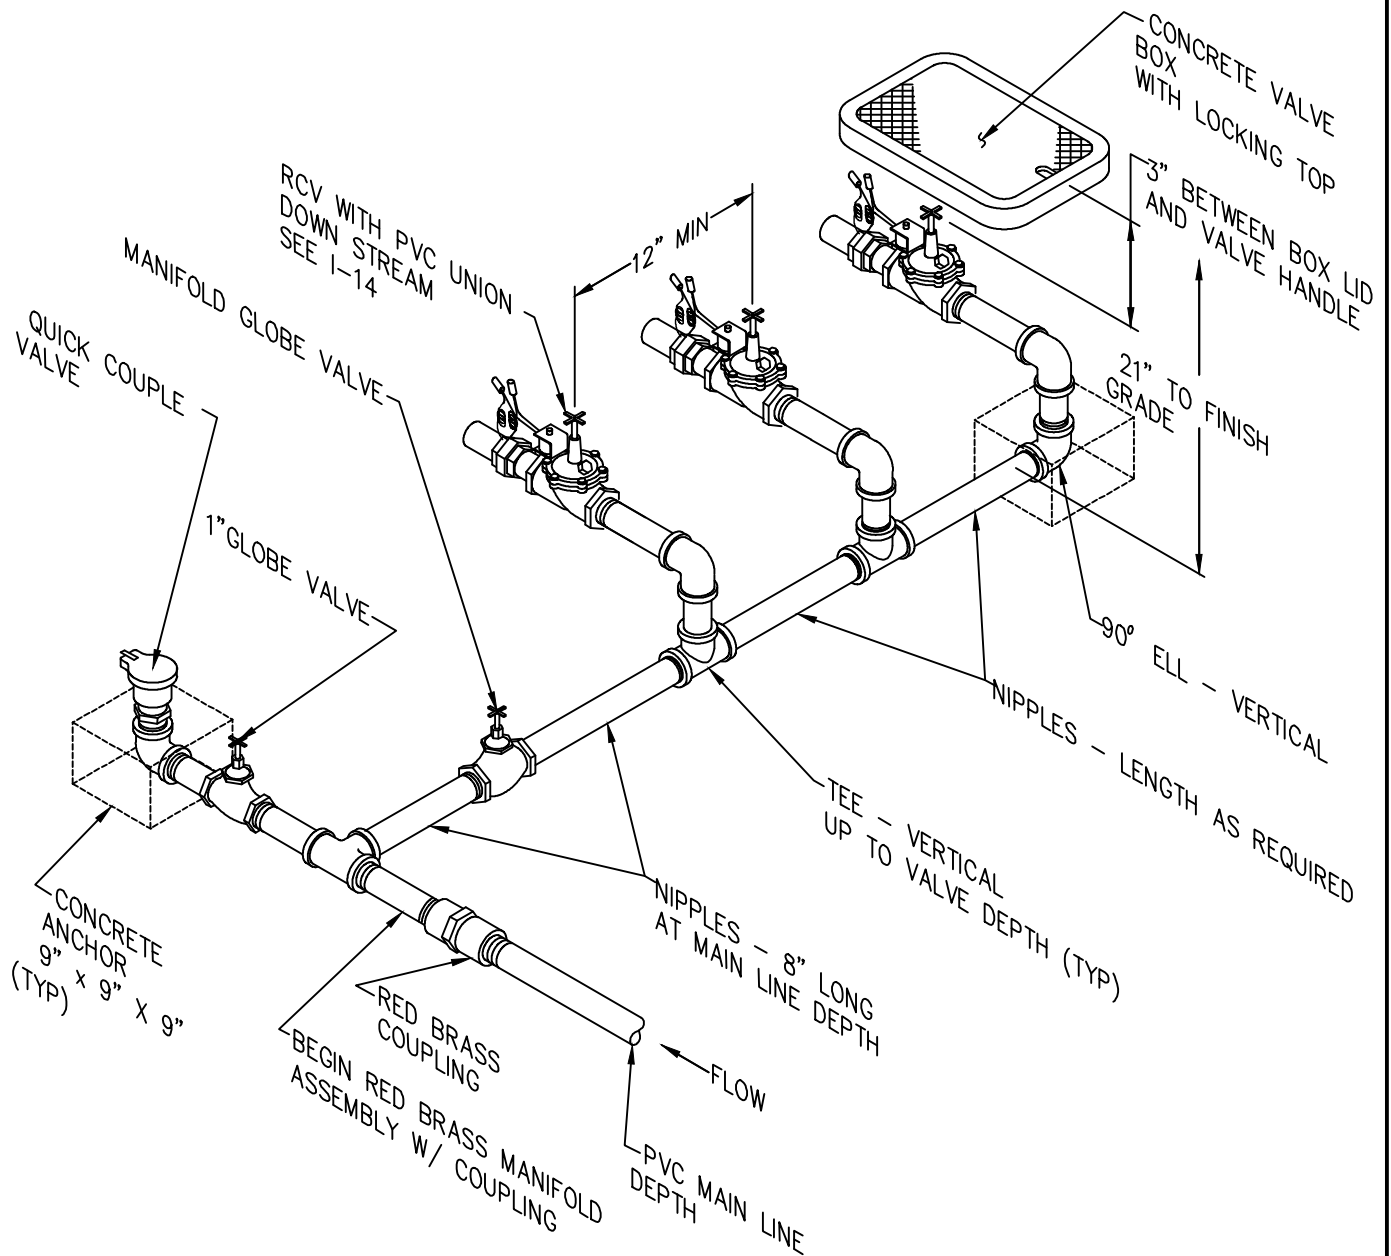 CONCRETE VALVE
BOX
WITH LOCKING TOP
3" BETWEEN BOX LID
AND VALVE HANDLE
RCV WITH PVC UNION
DOWN STREAM
SEE I-14
12" MIN
MANIFOLD GLOBE VALVE
QUICK COUPLE
VALVE
21" TO FINISH
GRADE
1"GLOBE VALVE
90° ELL - VERTICAL
NIPPLES - LENGTH AS REQUIRED
TEE - VERTICAL
UP TO VALVE DEPTH (TYP)
NIPPLES - 8" LONG
AT MAIN LINE DEPTH
CONCRETE
ANCHOR
9" x 9" X 9"
(TYP)
RED BRASS
COUPLING
BEGIN RED BRASS MANIFOLD
ASSEMBLY W/ COUPLING
FLOW
PVC MAIN LINE
DEPTH